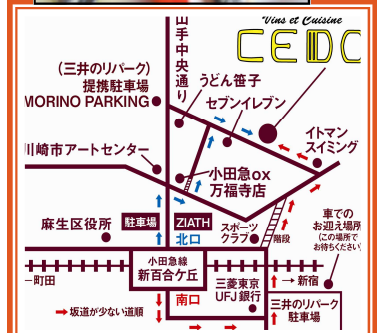 Vins et Cuisine
CEMO
山手中央通り
(三井のリパーク)
提携駐車場
MORINO PARKING
うどん笹子
セブンイレブン
イトマン
スイミング
川崎市アートセンター
小田急ox
万福寺店
麻生区役所
駐車場
ZIATH
北口
スポーツ
クラブ
階段
車での
お迎え場所
(この場所で
お待ちください)
小田急線
新百合ケ丘
←町田
→新宿
南口
三菱東京
UFJ銀行
三井のリパーク
駐車場
→坂道が少ない道順